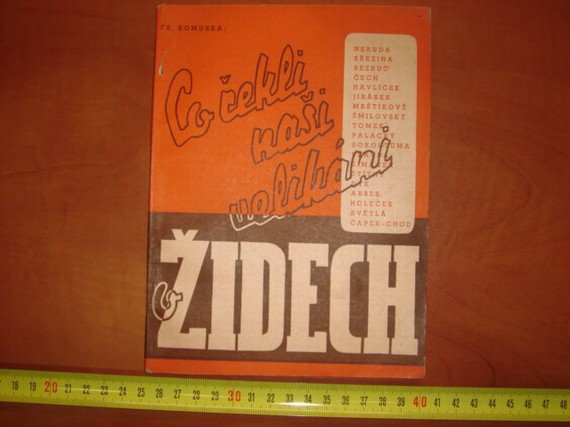 FR. KOMURKA:
Co řekli
naši
velikáni
o ŽIDECH
NERUDA
BŘEZINA
BEZRUČ
ČECH
HAVLÍČEK
JIRÁSEK
MRŠTÍKOVÉ
ŽMILOVSKÝ
TOMEK
PALACKÝ
ARBES
HOLEČEK
SVĚTLÁ
ČAPEK-CHOD
18 19 20 21 22 23 24 25 26 27 28 29 30 31 32 33 34 35 36 37 38 39 40 41 42 43 44 45 46 47 48